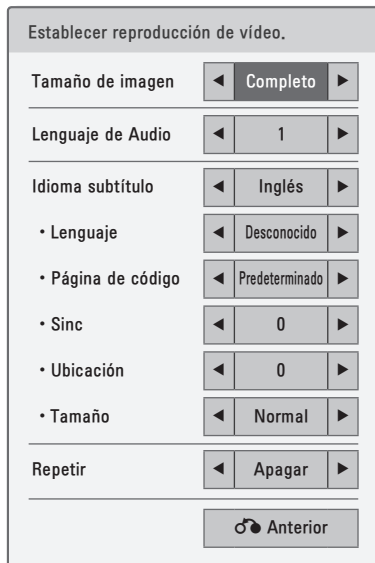 Establecer reproducción de vídeo.
Tamaño de imagen ◀ Completo ▶
Lenguaje de Audio ◀ 1 ▶
Idioma subtítulo ◀ Inglés ▶
• Lenguaje ◀ Desconocido ▶
• Página de código ◀ Predeterminado ▶
• Sinc ◀ 0 ▶
• Ubicación ◀ 0 ▶
• Tamaño ◀ Normal ▶
Repetir ◀ Apagar ▶
Anterior